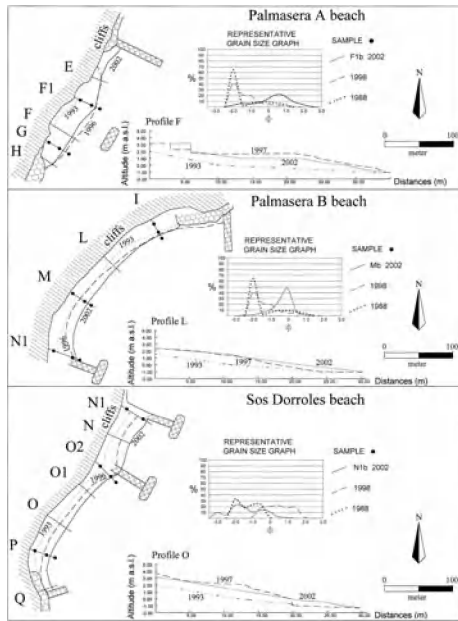 Palmasera A beach
REPRESENTATIVE
GRAIN SIZE GRAPH
SAMPLE
F1b 2002
1998
1988
%
Φ
N
0 100
meter
cliffs
2002
E
F1
1993
F
G
1996
H
Profile F
Altitude (m a.s.l.)
1997
1993
2002
Distances (m)
Palmasera B beach
REPRESENTATIVE
GRAIN SIZE GRAPH
SAMPLE
Mb 2002
1998
1988
%
Φ
N
0 100
meter
I
cliffs
L
1993
M
2002
N1
Profile L
Altitude (m a.s.l.)
1993
1997
2002
Distances (m)
Sos Dorroles beach
REPRESENTATIVE
GRAIN SIZE GRAPH
SAMPLE
N1b 2002
1998
1988
%
Φ
N
0 100
meter
N1
cliffs
N
2002
O2
O1
1996
O
1993
P
Q
Profile O
Altitude (m a.s.l.)
1997
1993
2002
Distances (m)